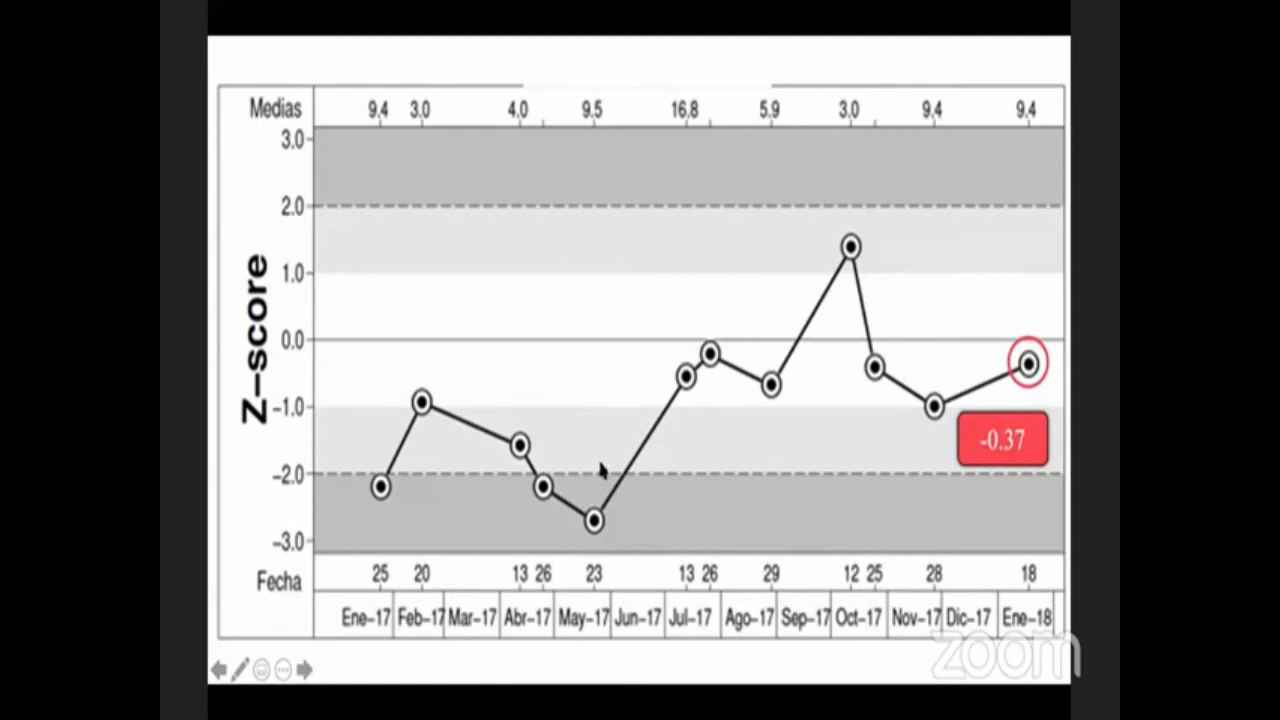 Medias 9.4 3.0 4.0 9.5 16.8 5.9 3.0 9.4 9.4
3.0
2.0
1.0
0.0
-1.0
-2.0
-3.0
Z-score
-0.37
Fecha 25 20 13 26 23 13 26 29 12 25 28 18
Ene-17 Feb-17 Mar-17 Abr-17 May-17 Jun-17 Jul-17 Ago-17 Sep-17 Oct-17 Nov-17 Dic-17 Ene-18
zoom